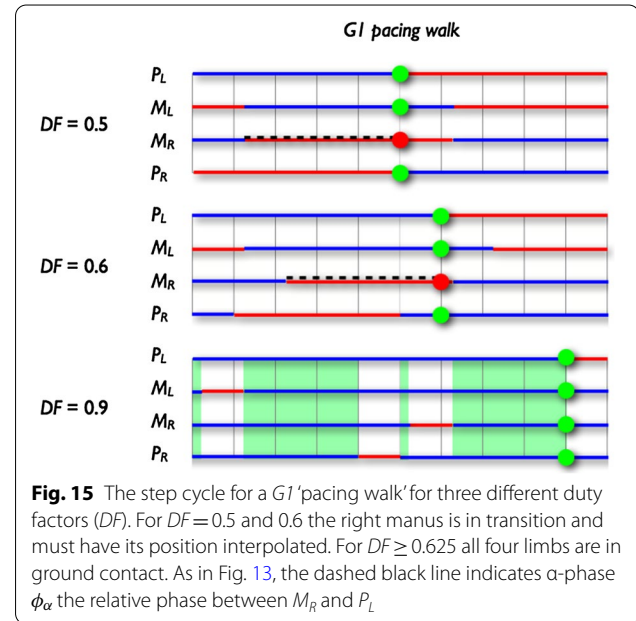 G1 pacing walk
P_L
M_L
DF = 0.5
M_R
P_R
P_L
M_L
DF = 0.6
M_R
P_R
P_L
M_L
DF = 0.9
M_R
P_R
Fig. 15 The step cycle for a G1 ‘pacing walk’ for three different duty
factors (DF). For DF = 0.5 and 0.6 the right manus is in transition and
must have its position interpolated. For DF ≥ 0.625 all four limbs are in
ground contact. As in Fig. 13, the dashed black line indicates α-phase
ϕ_α the relative phase between M_R and P_L